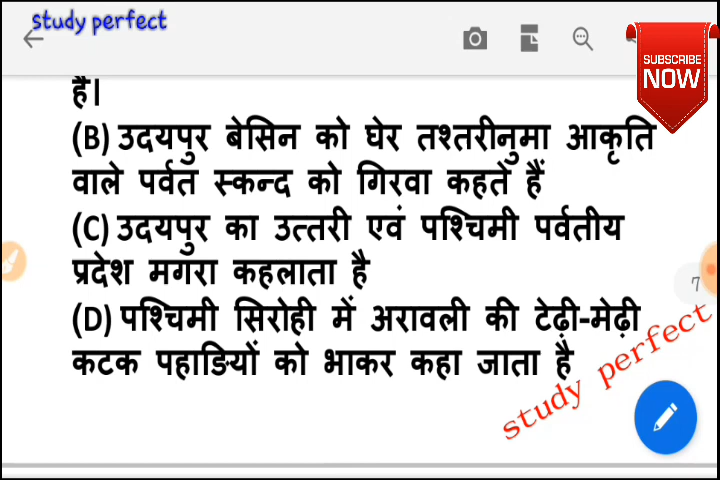 study perfect
SUBSCRIBE
NOW
है।
(B) उदयपुर बेसिन को घेर तश्तरीनुमा आकृति
वाले पर्वत स्कन्द को गिरवा कहते हैं
(C) उदयपुर का उत्तरी एवं पश्चिमी पर्वतीय
प्रदेश मगरा कहलाता है
7
(D) पश्चिमी सिरोही में अरावली की टेढ़ी-मेढ़ी
कटक पहाङियों को भाकर कहा जाता है
study perfect